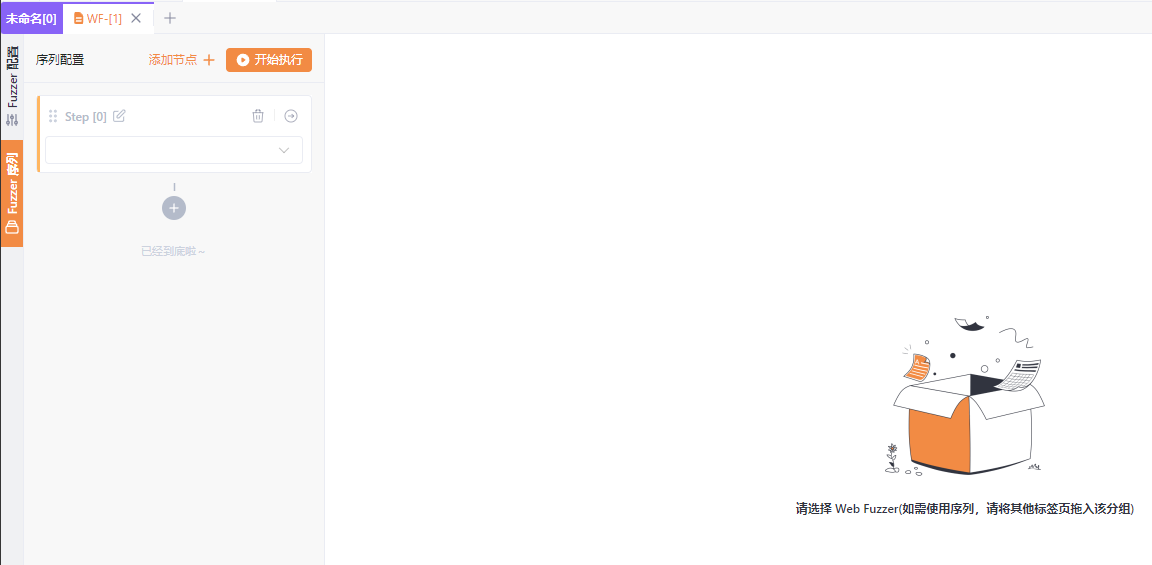 未命名[0]
WF-[1]
Fuzzer 配置
Fuzzer 序列
序列配置
添加节点
开始执行
Step [0]
已经到底啦~
请选择 Web Fuzzer(如需使用序列，请将其他标签页拖入该分组)